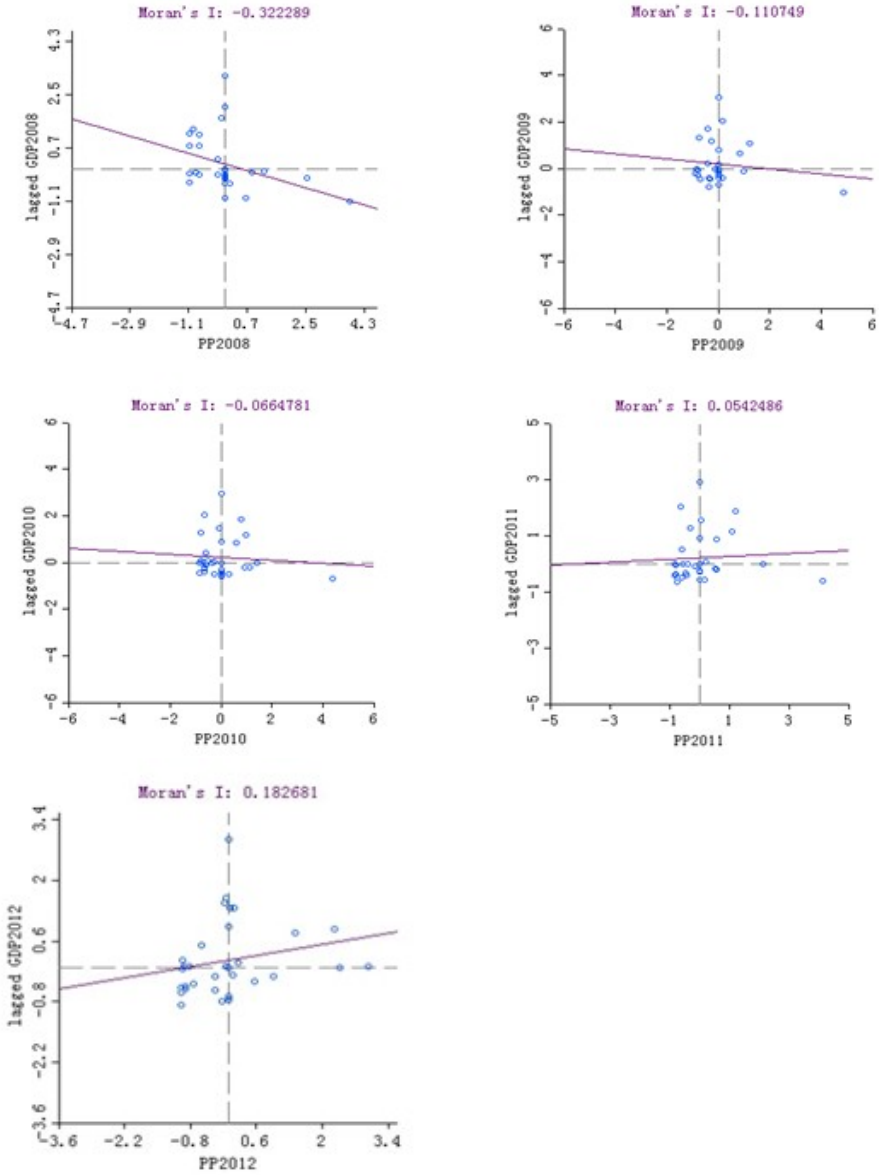 Moran's I: -0.322289
lagged GDP2008
4.3
2.5
0.7
-1.1
-2.9
-4.7
-4.7 -2.9 -1.1 0.7 2.5 4.3
PP2008
Moran's I: -0.110749
lagged GDP2009
6
4
2
0
-2
-4
-6
-6 -4 -2 0 2 4 6
PP2009
Moran's I: -0.0664781
lagged GDP2010
6
4
2
0
-2
-4
-6
-6 -4 -2 0 2 4 6
PP2010
Moran's I: 0.0542486
lagged GDP2011
5
3
1
-1
-3
-5
-5 -3 -1 1 3 5
PP2011
Moran's I: 0.182681
lagged GDP2012
3.4
2
0.6
-0.8
-2.2
-3.6
-3.6 -2.2 -0.8 0.6 2 3.4
PP2012